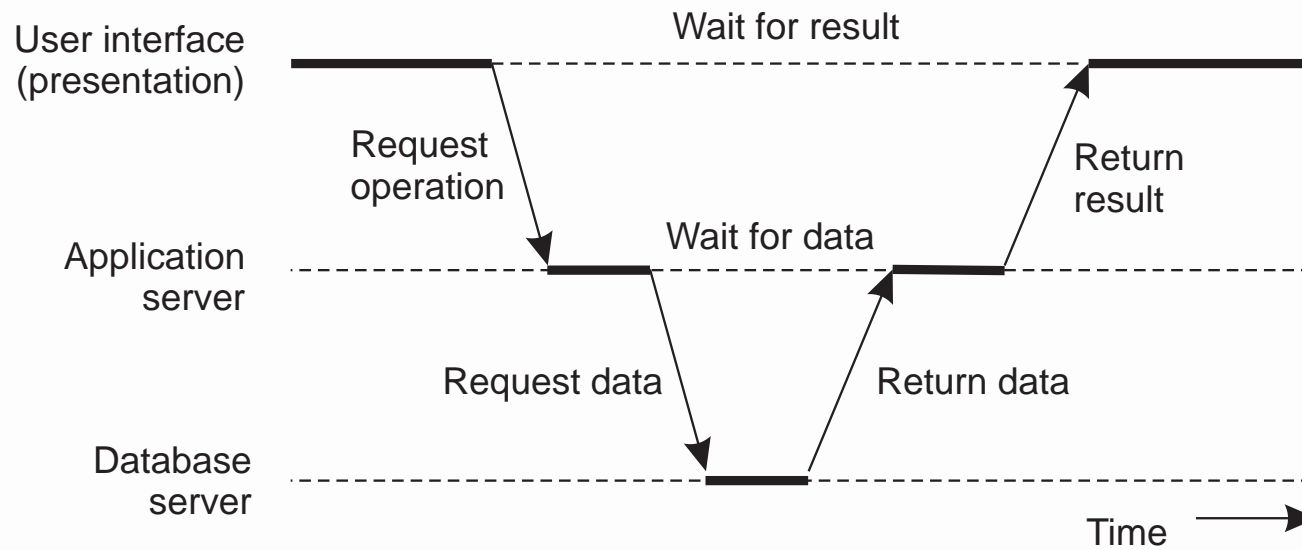 Wait for result
User interface
(presentation)
Request
operation
Return
result
Wait for data
Application
server
Request data
Return data
Database
server
Time